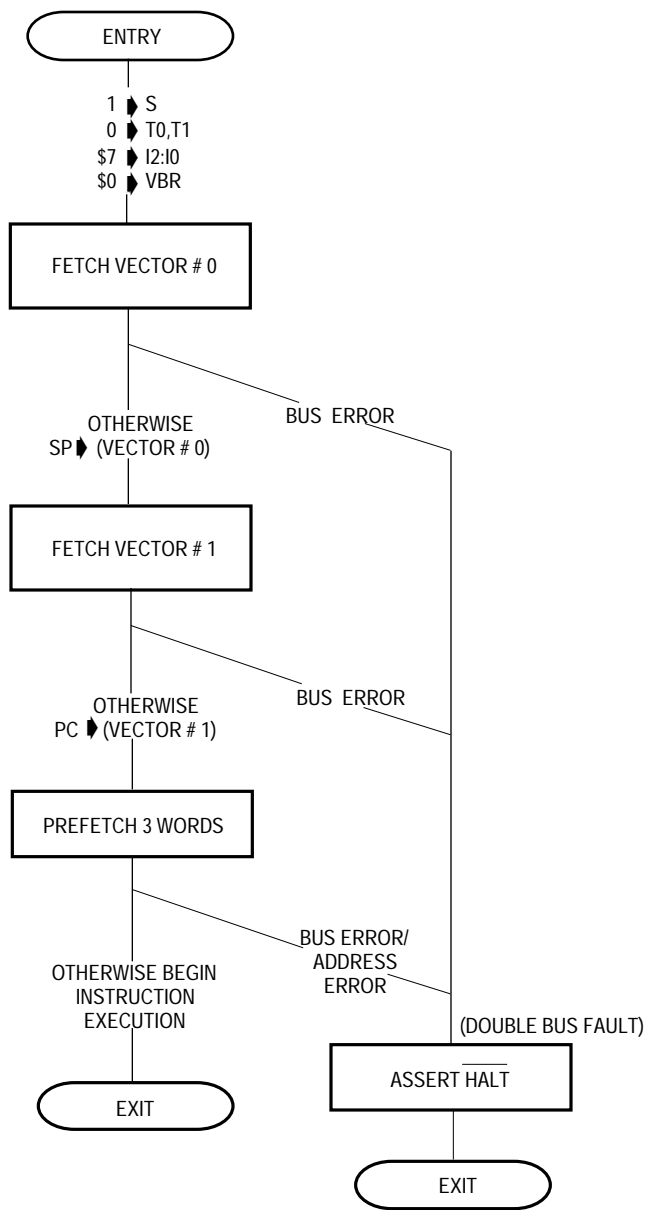 ENTRY
1 ➧ S
0 ➧ T0,T1
$7 ➧ I2:I0
$0 ➧ VBR
FETCH VECTOR # 0
BUS ERROR
OTHERWISE
SP ➧ (VECTOR # 0)
FETCH VECTOR # 1
BUS ERROR
OTHERWISE
PC ➧ (VECTOR # 1)
PREFETCH 3 WORDS
BUS ERROR/
ADDRESS
ERROR
OTHERWISE BEGIN
INSTRUCTION
EXECUTION
(DOUBLE BUS FAULT)
ASSERT H̅A̅L̅T̅
EXIT
EXIT